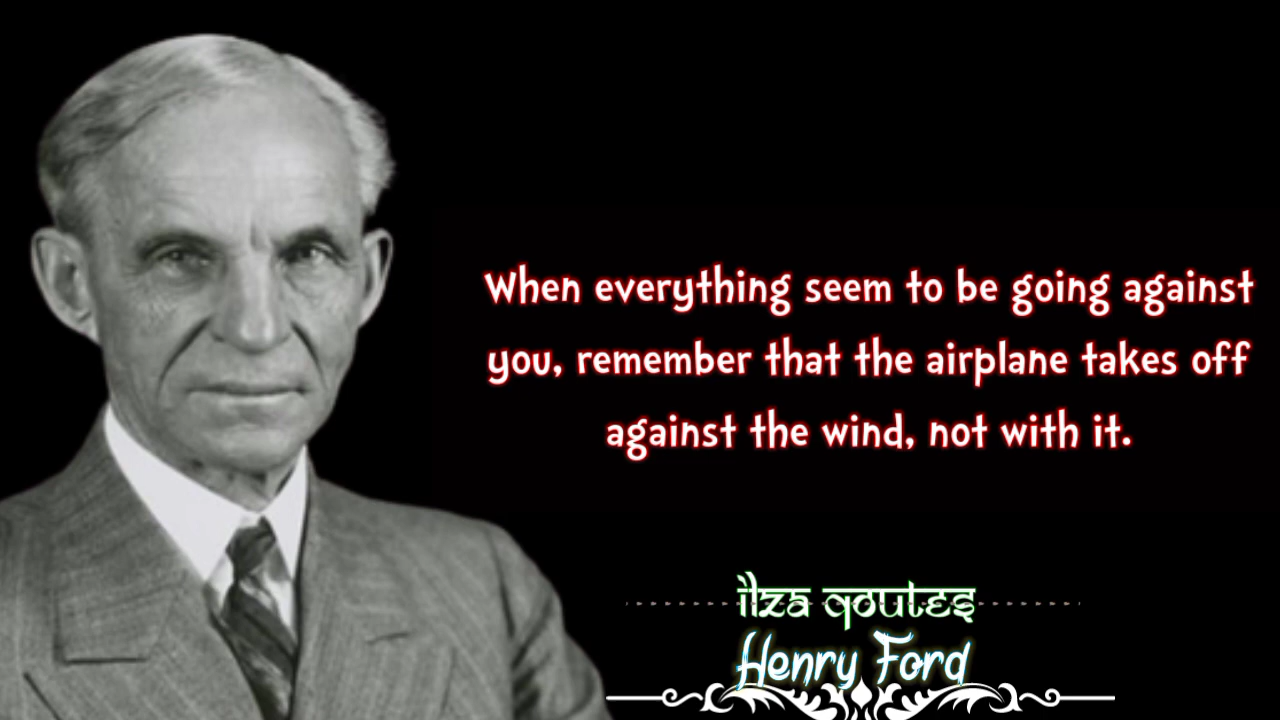 When everything seem to be going against
you, remember that the airplane takes off
against the wind, not with it.
ilza qoutes
Henry Ford